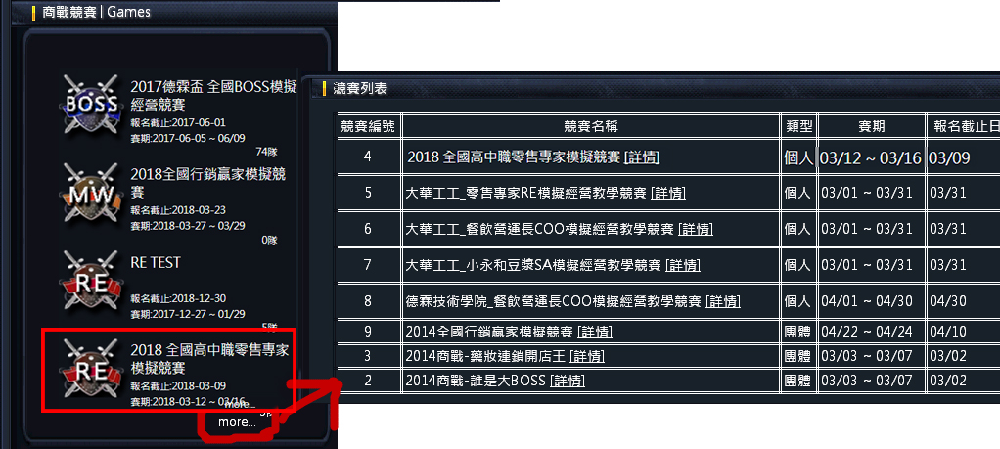 商戰競賽 | Games
BOSS
2017德霖盃 全國BOSS模擬
經營競賽
報名截止:2017-06-01
賽期:2017-06-05 ~ 06/09
74隊
MW
2018全國行銷贏家模擬競
賽
報名截止:2018-03-23
賽期:2018-03-27 ~ 03/29
0隊
RE
RE TEST
報名截止:2018-12-30
賽期:2017-12-27 ~ 01/29
5隊
RE
2018 全國高中職零售專家
模擬競賽
報名截止:2018-03-09
賽期:2018-03-12 ~ 03/16
more...
more...
競賽列表
競賽編號 競賽名稱 類型 賽期 報名截止日
4 2018 全國高中職零售專家模擬競賽 [詳情] 個人 03/12 ~ 03/16 03/09
5 大華工工_零售專家RE模擬經營教學競賽 [詳情] 個人 03/01 ~ 03/31 03/31
6 大華工工_餐飲營運長COO模擬經營教學競賽 [詳情] 個人 03/01 ~ 03/31 03/31
7 大華工工_小永和豆漿SA模擬經營教學競賽 [詳情] 個人 03/01 ~ 03/31 03/31
8 德霖技術學院_餐飲營運長COO模擬經營教學競賽 [詳情] 個人 04/01 ~ 04/30 04/30
9 2014全國行銷贏家模擬競賽 [詳情] 團體 04/22 ~ 04/24 04/10
3 2014商戰-藥妝連鎖開店王 [詳情] 團體 03/03 ~ 03/07 03/02
2 2014商戰-誰是大BOSS [詳情] 團體 03/03 ~ 03/07 03/02